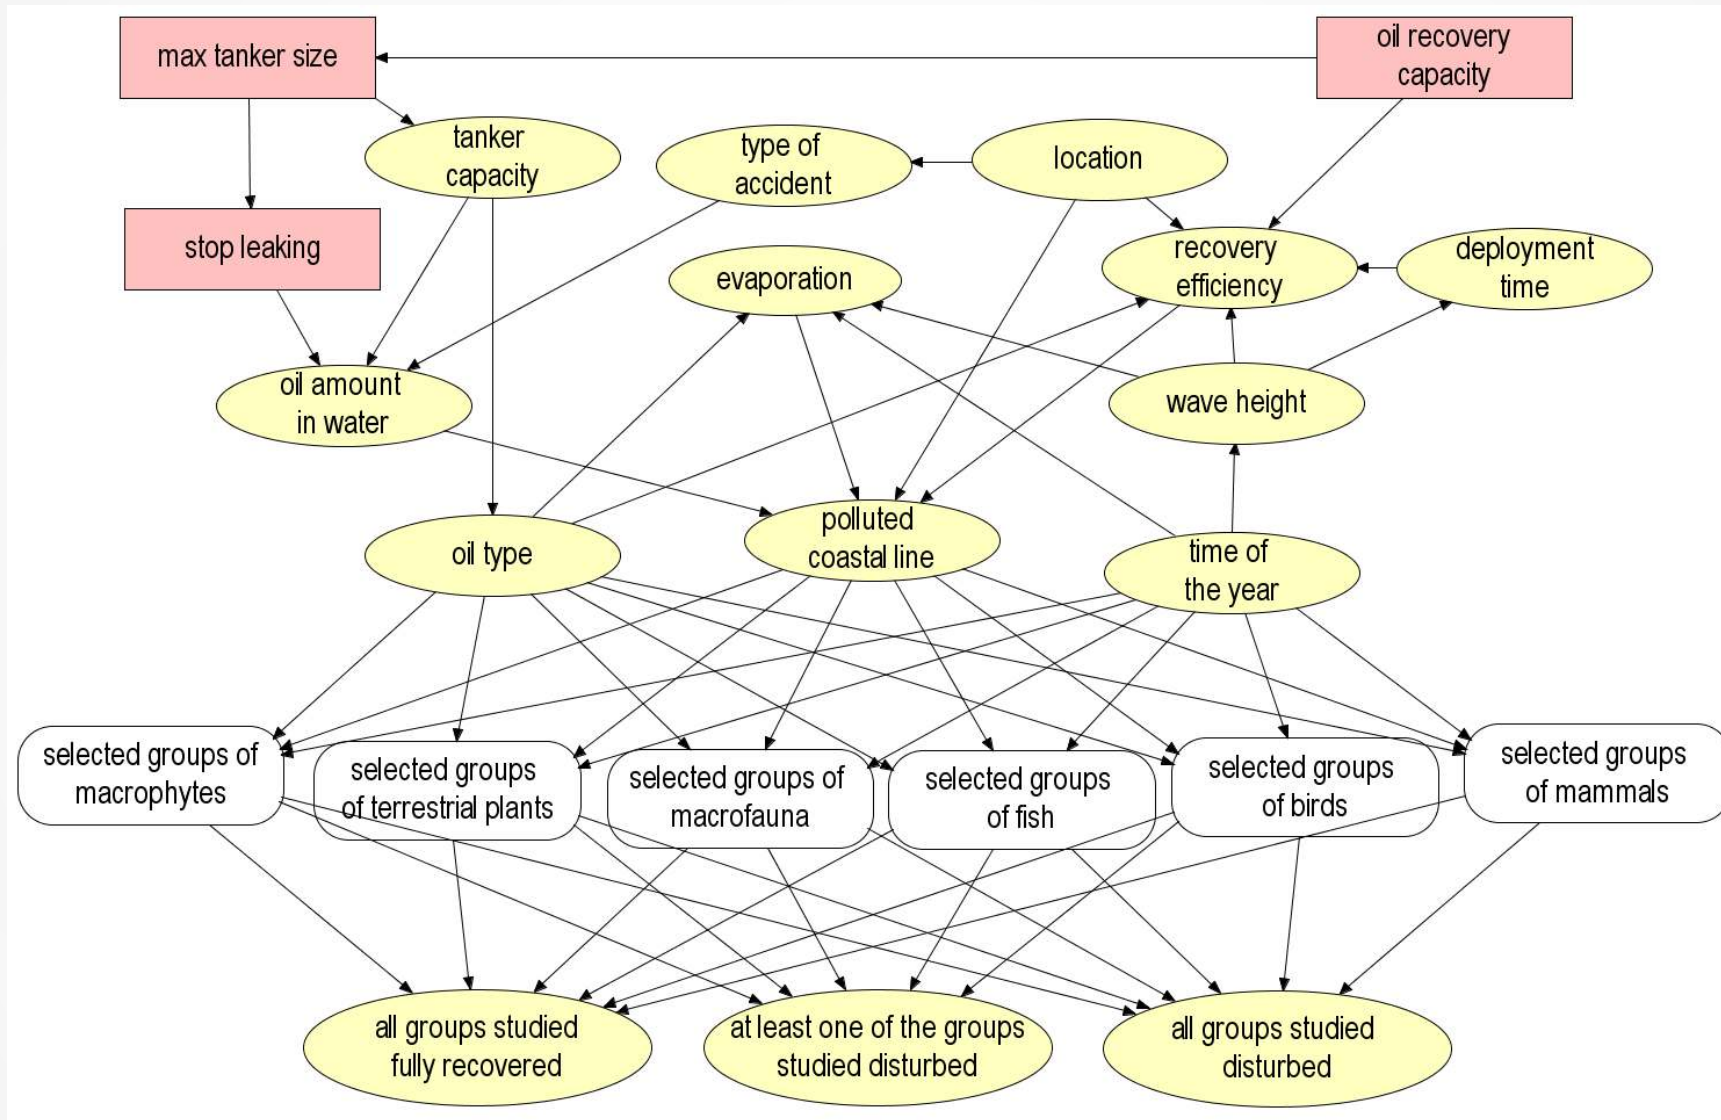 max tanker size
oil recovery
capacity
tanker
capacity
type of
accident
location
stop leaking
evaporation
recovery
efficiency
deployment
time
oil amount
in water
wave height
oil type
polluted
coastal line
time of
the year
selected groups of
macrophytes
selected groups
of terrestrial plants
selected groups of
macrofauna
selected groups
of fish
selected groups
of birds
selected groups
of mammals
all groups studied
fully recovered
at least one of the groups
studied disturbed
all groups studied
disturbed